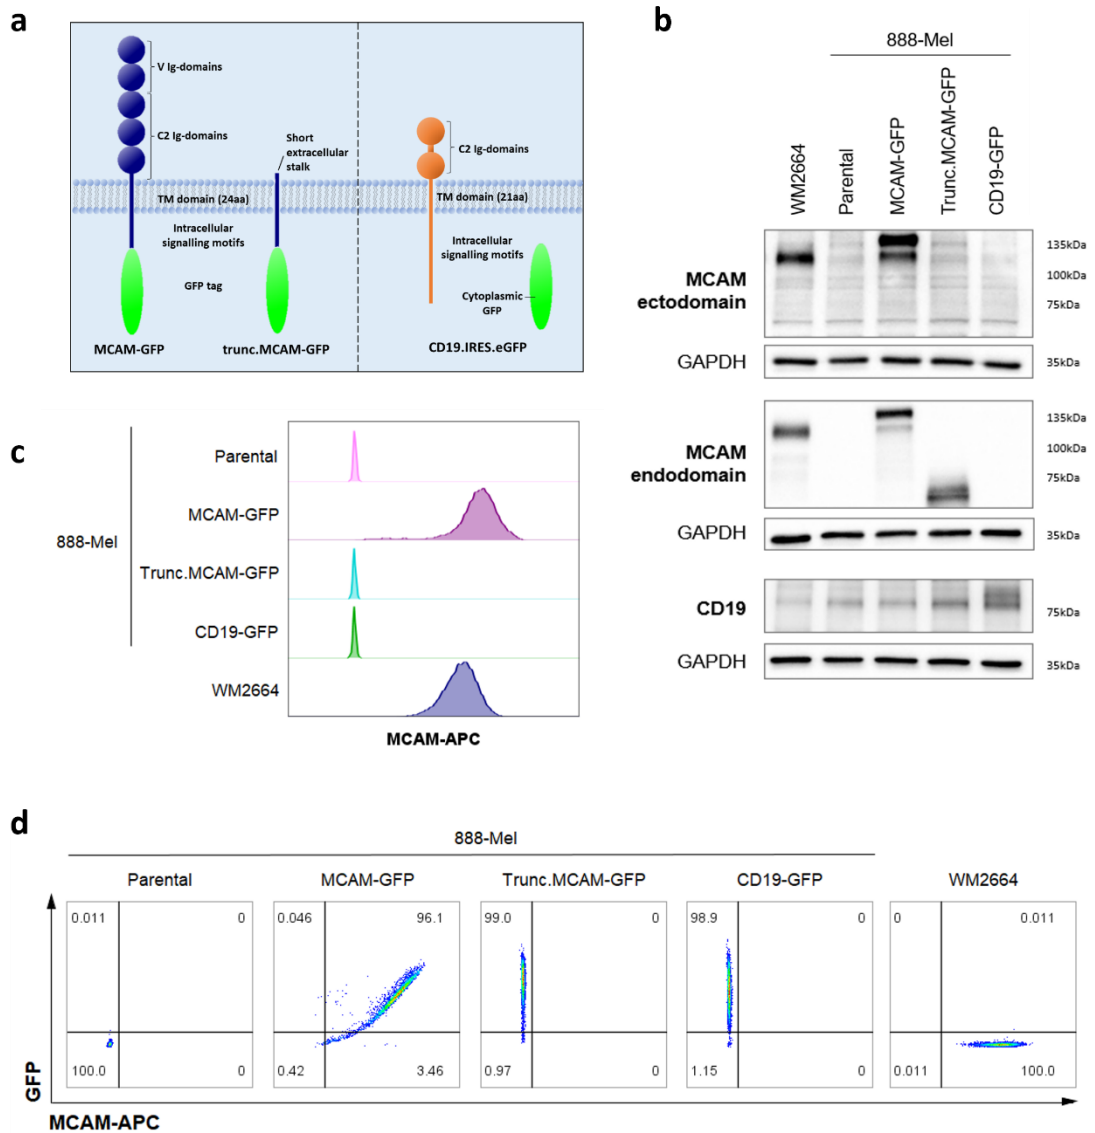 a
V Ig-domains
C2 Ig-domains
Short
extracellular
stalk
C2 Ig-domains
TM domain (24aa)
TM domain (21aa)
Intracellular
signalling motifs
Intracellular
signalling motifs
GFP tag
Cytoplasmic
GFP
MCAM-GFP
trunc.MCAM-GFP
CD19.IRES.eGFP
b
888-Mel
WM2664
Parental
MCAM-GFP
Trunc.MCAM-GFP
CD19-GFP
MCAM
ectodomain
135kDa
100kDa
75kDa
GAPDH
35kDa
MCAM
endodomain
135kDa
100kDa
75kDa
GAPDH
35kDa
CD19
75kDa
GAPDH
35kDa
c
888-Mel
Parental
MCAM-GFP
Trunc.MCAM-GFP
CD19-GFP
WM2664
MCAM-APC
d
888-Mel
Parental
MCAM-GFP
Trunc.MCAM-GFP
CD19-GFP
WM2664
0.011 0
0.046 96.1
99.0 0
98.9 0
0 0.011
100.0 0
0.42 3.46
0.97 0
1.15 0
0.011 100.0
GFP
MCAM-APC